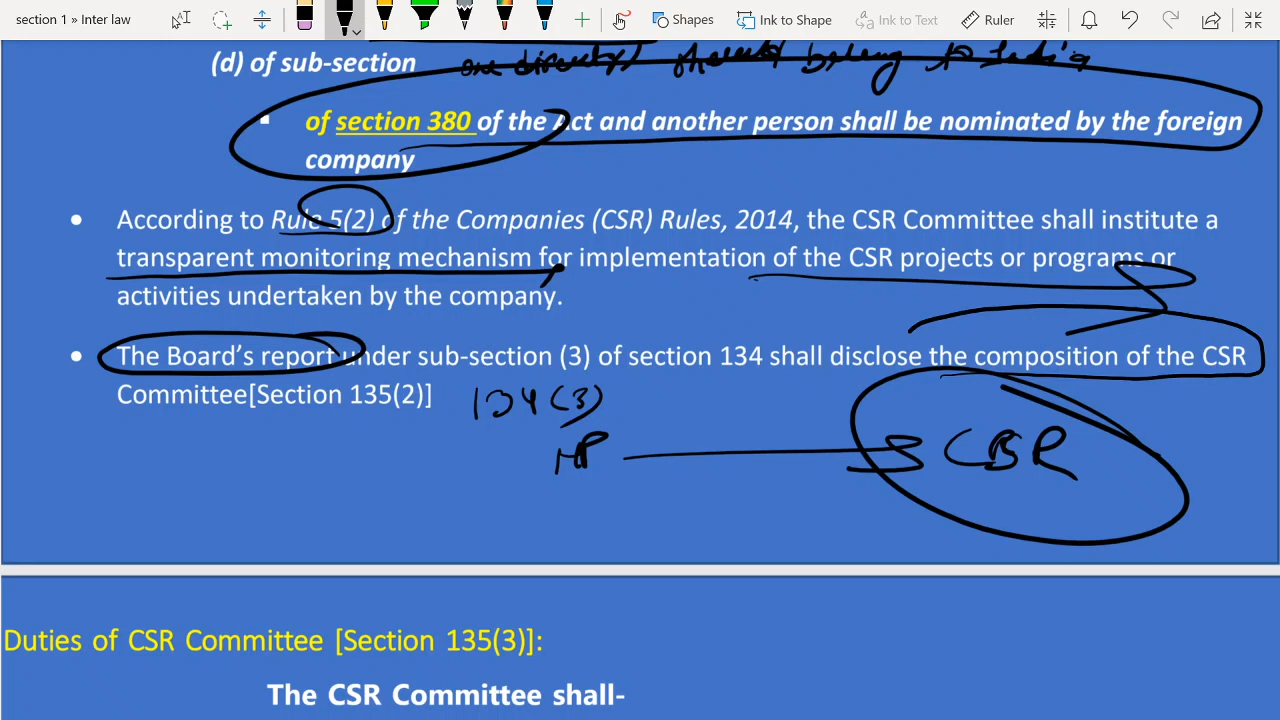 section 1 » Inter law
Shapes
Ink to Shape
Ink to Text
Ruler
(d) of sub-section
one directly belong to India
of section 380 of the Act and another person shall be nominated by the foreign
company
• According to Rule 5(2) of the Companies (CSR) Rules, 2014, the CSR Committee shall institute a
transparent monitoring mechanism for implementation of the CSR projects or programs or
activities undertaken by the company.
• The Board’s report under sub-section (3) of section 134 shall disclose the composition of the CSR
Committee[Section 135(2)]
134(3)
CSR
Duties of CSR Committee [Section 135(3)]:
The CSR Committee shall-